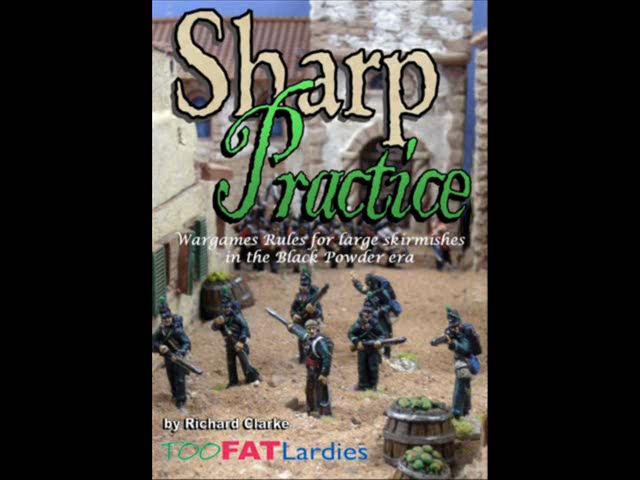 Sharp
Practice
Wargames Rules for large skirmishes
in the Black Powder era
by Richard Clarke
TOOFATLardies